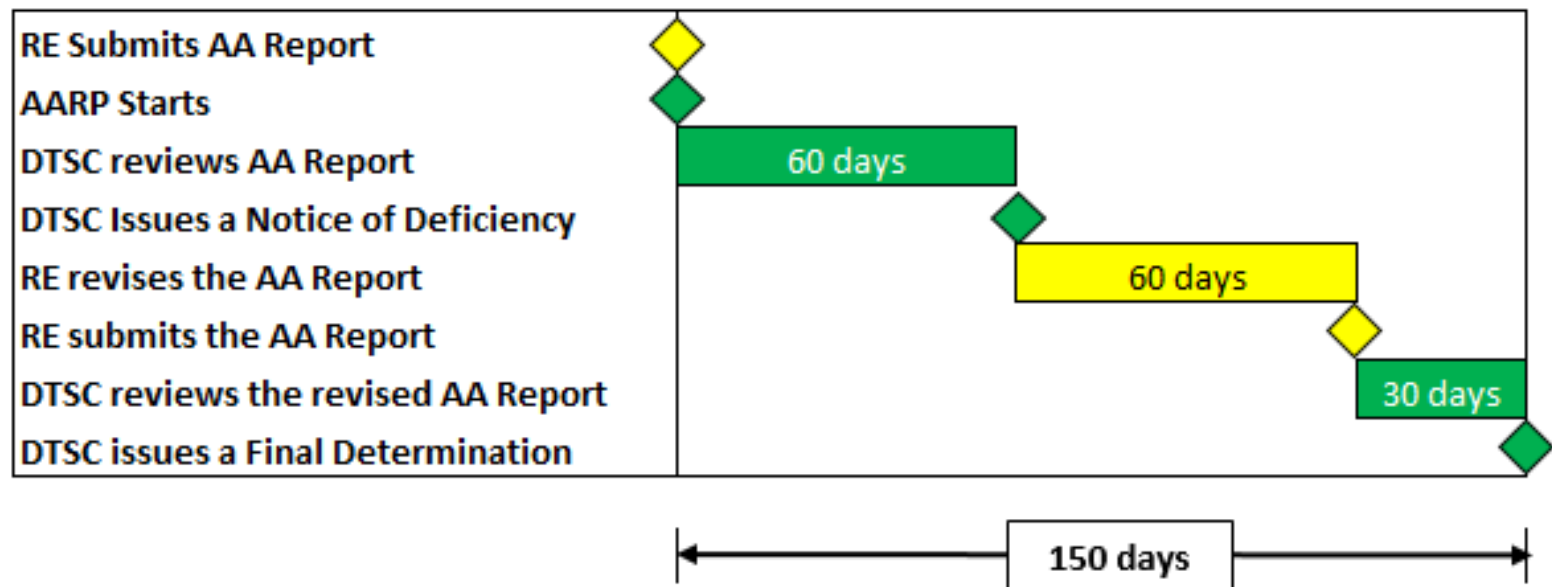 RE Submits AA Report
AARP Starts
DTSC reviews AA Report
60 days
DTSC Issues a Notice of Deficiency
RE revises the AA Report
60 days
RE submits the AA Report
DTSC reviews the revised AA Report
30 days
DTSC issues a Final Determination
150 days